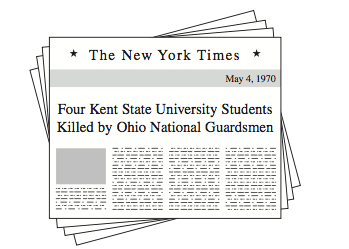 ★ The New York Times ★
May 4, 1970
Four Kent State University Students
Killed by Ohio National Guardsmen